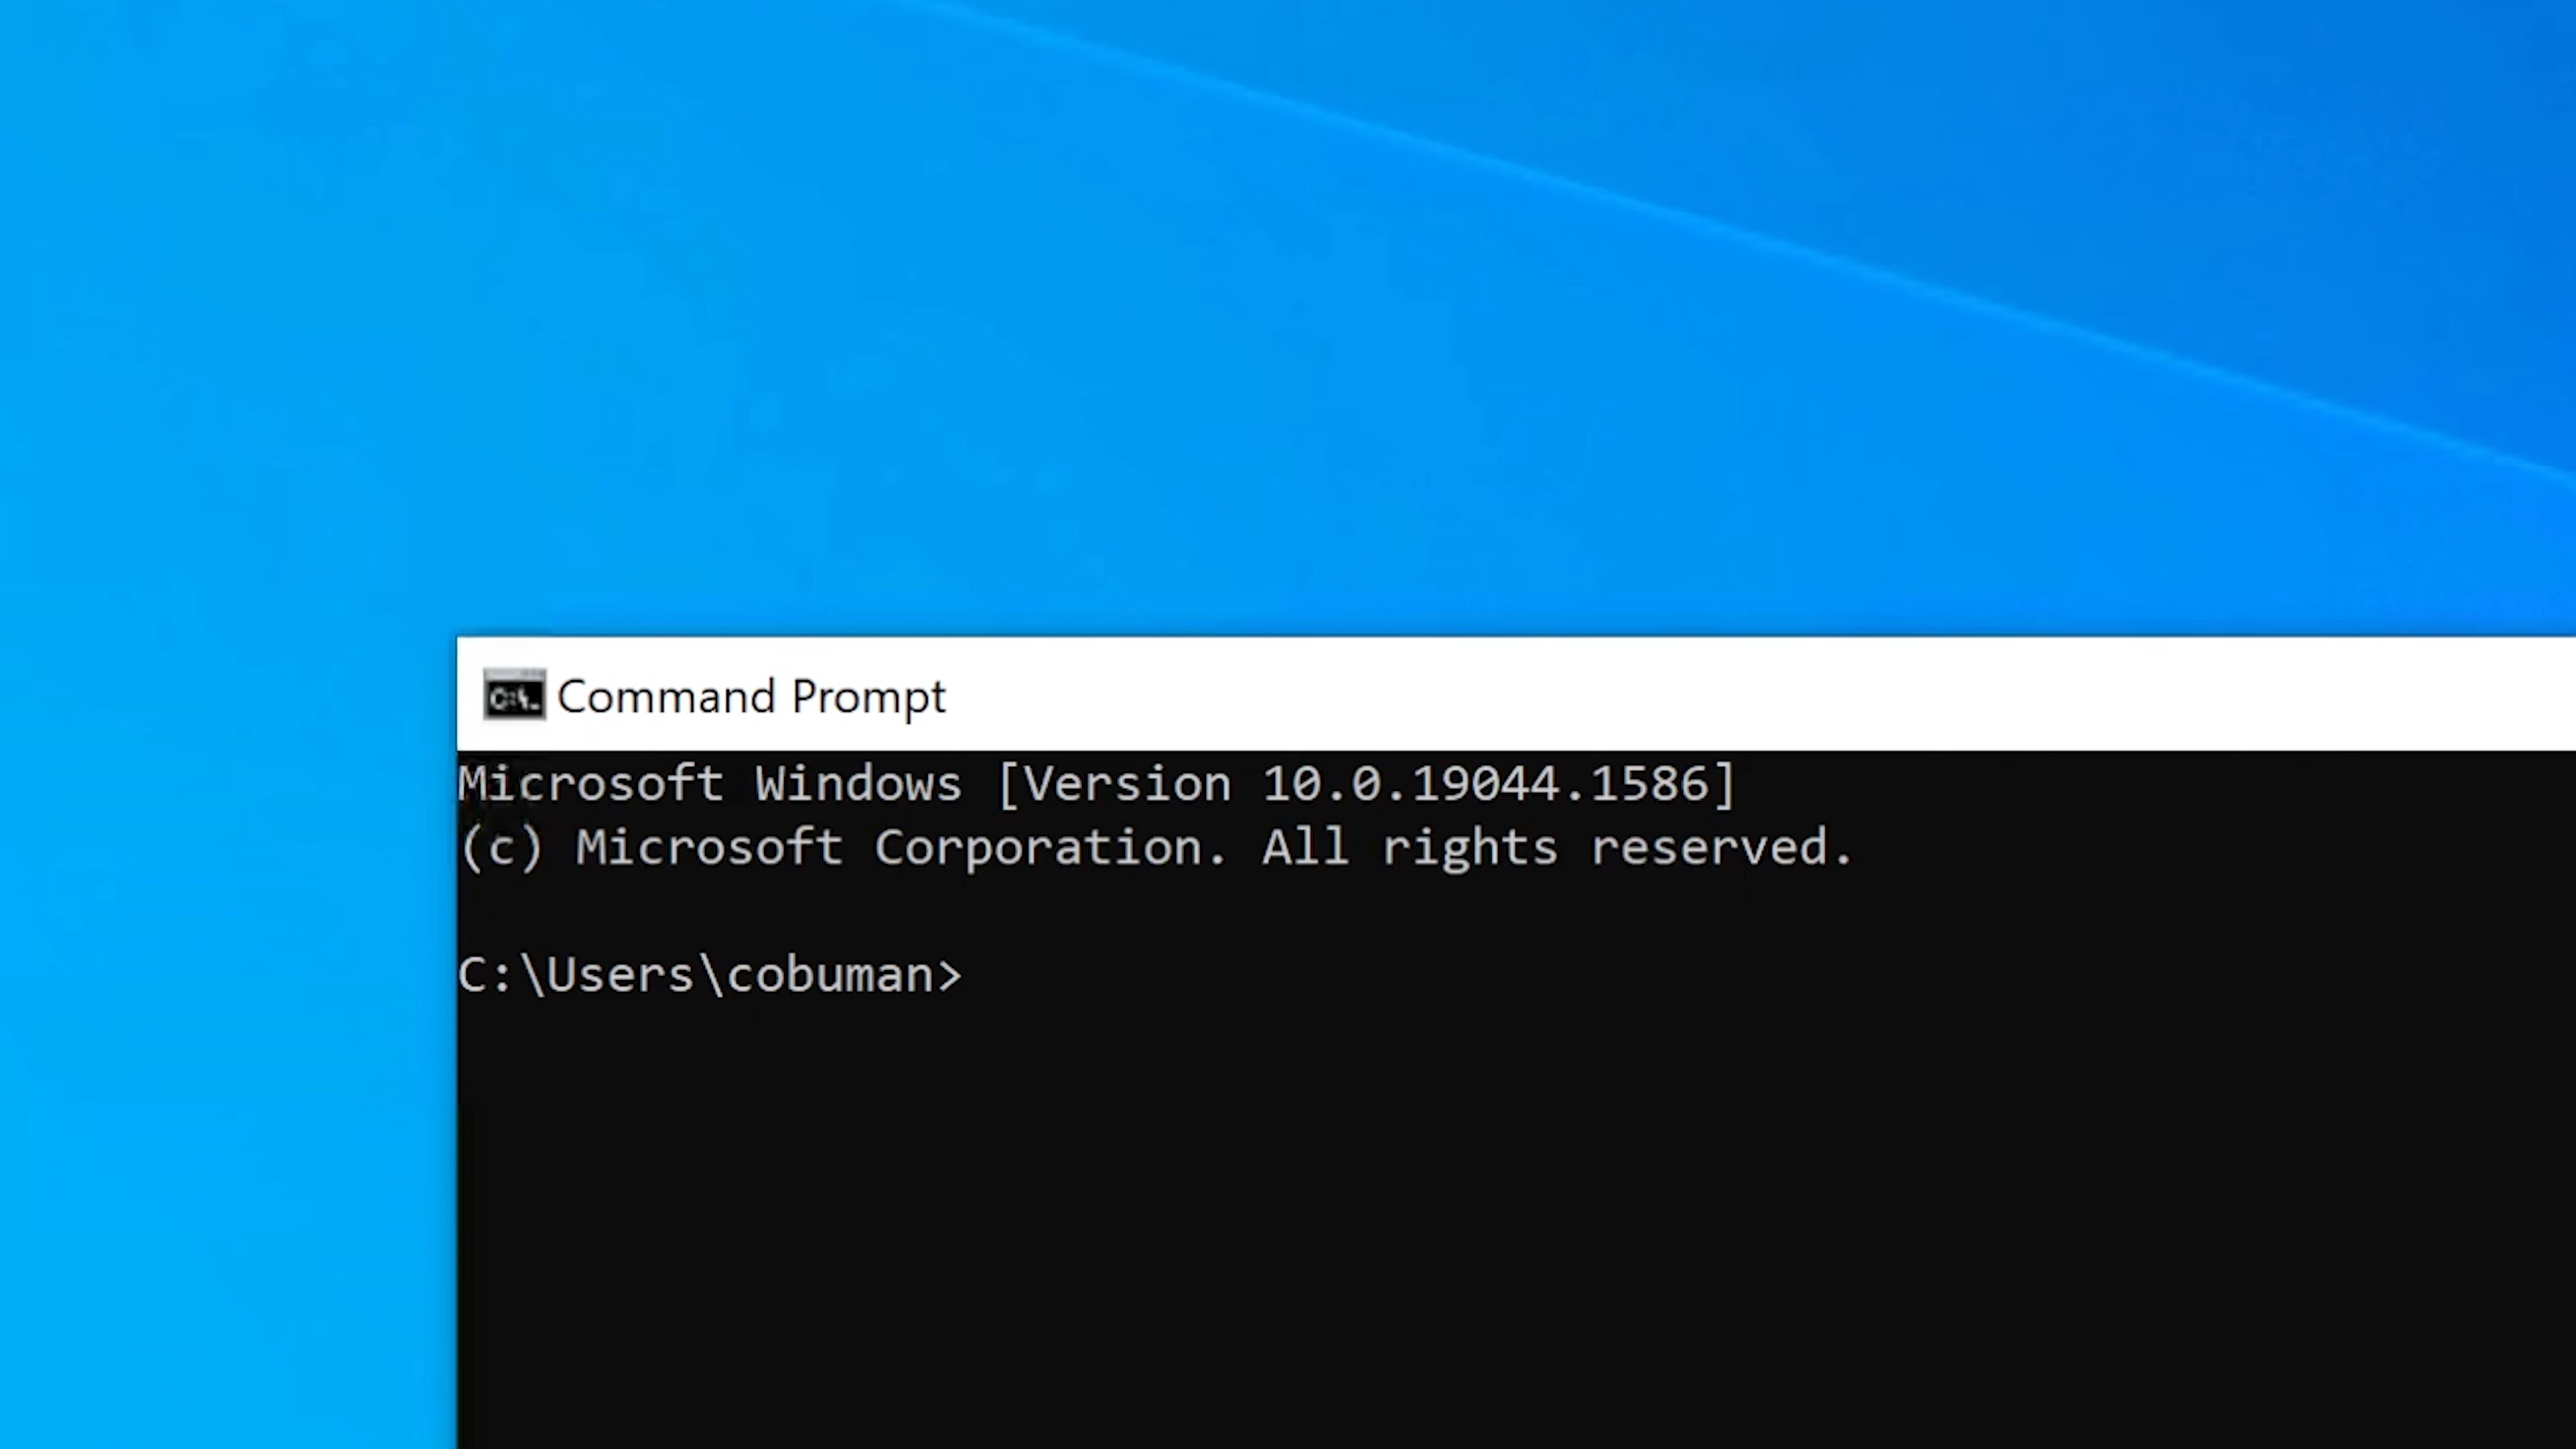 Command Prompt
Microsoft Windows [Version 10.0.19044.1586]
(c) Microsoft Corporation. All rights reserved.
C:\Users\cobuman>